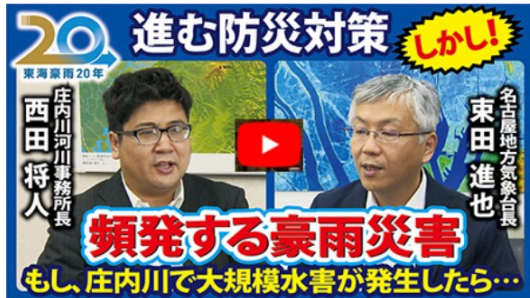 20
東海豪雨20年
進む防災対策
しかし!
庄内川河川事務所長
西田 将人
名古屋地方気象台長
束田 進也
頻発する豪雨災害
もし、庄内川で大規模水害が発生したら…